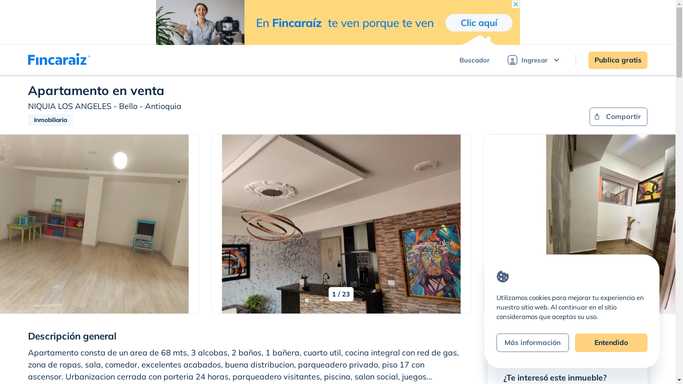 En Fincaraíz te ven porque te ven
Clic aquí
Fincaraíz
Buscador
Ingresar
Publica gratis
Apartamento en venta
NIQUIA LOS ANGELES - Bello - Antioquia
Inmobiliaria
Compartir
1 / 23
Descripción general
Apartamento consta de un area de 68 mts, 3 alcobas, 2 baños, 1 bañera, cuarto util, cocina integral con red de gas,
zona de ropas, sala, comedor, excelentes acabados, buena distribucion, parqueadero privado, piso 17 con
ascensor. Urbanizacion cerrada con porteria 24 horas, parqueadero visitantes, piscina, salon social, juegos...
Utilizamos cookies para mejorar tu experiencia en
nuestro sitio web. Al continuar en el sitio
consideramos que aceptas su uso.
Más información
Entendido
¿Te interesó este inmueble?